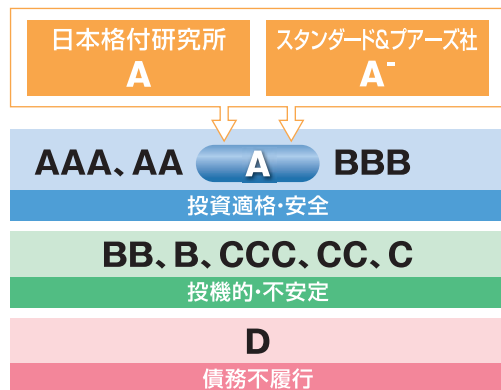 日本格付研究所
A
スタンダード&プアーズ社
A-
AAA、AA A BBB
投資適格・安全
BB、B、CCC、CC、C
投機的・不安定
D
債務不履行